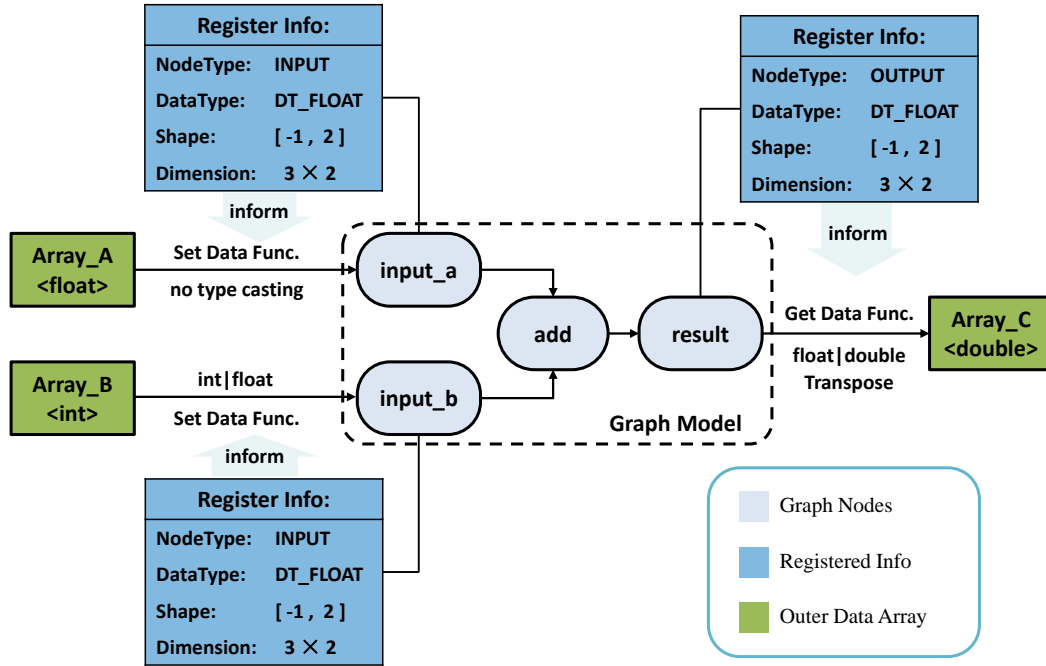 Register Info:
NodeType: INPUT
DataType: DT_FLOAT
Shape: [ -1 , 2 ]
Dimension: 3 × 2
inform
Register Info:
NodeType: OUTPUT
DataType: DT_FLOAT
Shape: [ -1 , 2 ]
Dimension: 3 × 2
inform
Array_A
<float>
Set Data Func.
no type casting
input_a
add
result
Get Data Func.
float|double
Transpose
Array_C
<double>
Array_B
<int>
int|float
Set Data Func.
input_b
Graph Model
inform
Register Info:
NodeType: INPUT
DataType: DT_FLOAT
Shape: [ -1 , 2 ]
Dimension: 3 × 2
Graph Nodes
Registered Info
Outer Data Array